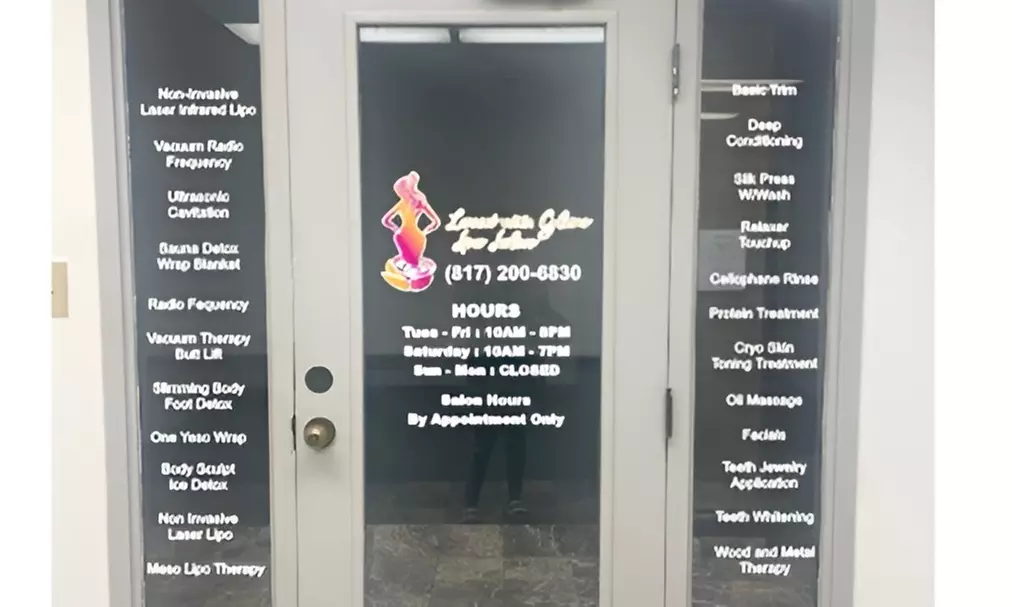 Non-Invasive
Laser Infrared Lipo
Vacuum Radio
Frequency
Ultrasonic
Cavitation
Sauna Detox
Wrap Blanket
Radio Fequency
Vacuum Therapy
Butt Lift
Slimming Body
Foot Detox
One Yeso Wrap
Body Sculpt
Ice Detox
Non Invasive
Laser Lipo
Meso Lipo Therapy
(817) 200-6830
HOURS
Tues - Fri : 10AM - 8PM
Saturday : 10AM - 7PM
Sun - Mon : CLOSED
Salon Hours
By Appointment Only
Basic Trim
Deep
Conditioning
Silk Press
W/Wash
Relaxer
Touchup
Cellophane Rinse
Protein Treatment
Cryo Skin
Toning Treatment
Oil Massage
Facials
Teeth Jewelry
Application
Teeth Whitening
Wood and Metal
Therapy